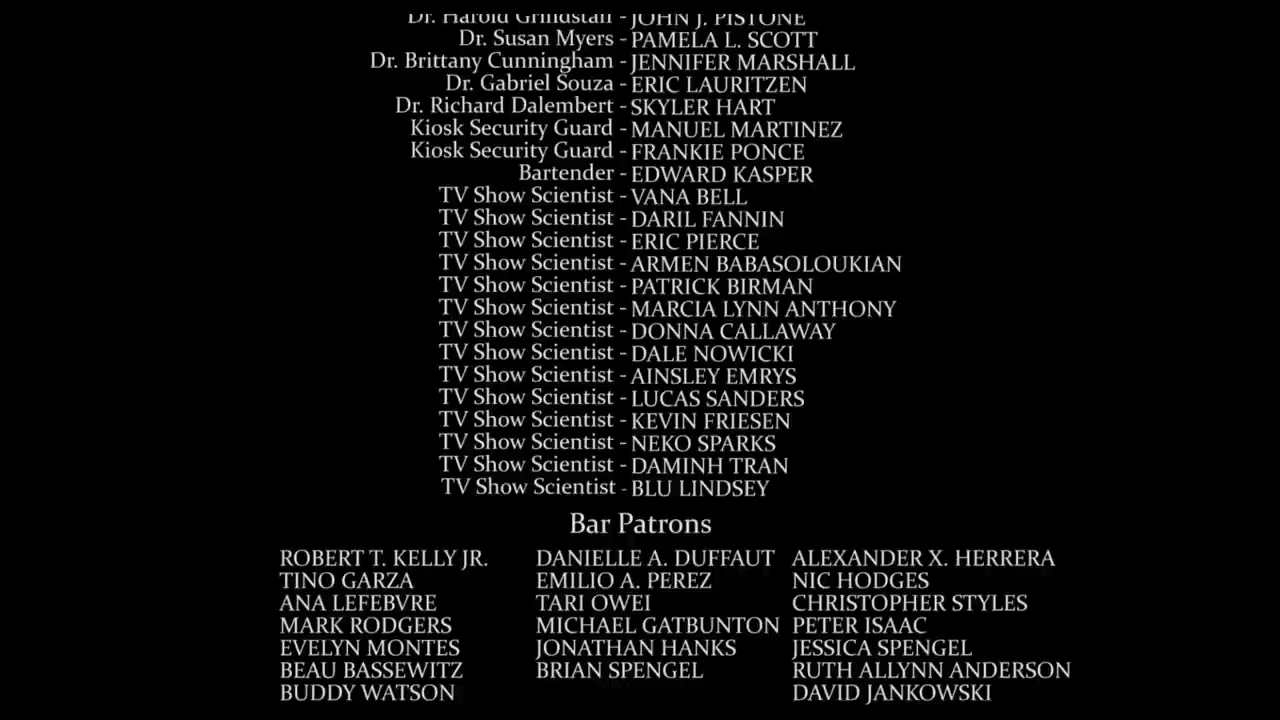 Dr. Harold Grindstaff - JOHN J. PISTONE
Dr. Susan Myers - PAMELA L. SCOTT
Dr. Brittany Cunningham - JENNIFER MARSHALL
Dr. Gabriel Souza - ERIC LAURITZEN
Dr. Richard Dalembert - SKYLER HART
Kiosk Security Guard - MANUEL MARTINEZ
Kiosk Security Guard - FRANKIE PONCE
Bartender - EDWARD KASPER
TV Show Scientist - VANA BELL
TV Show Scientist - DARIL FANNIN
TV Show Scientist - ERIC PIERCE
TV Show Scientist - ARMEN BABASOLOUKIAN
TV Show Scientist - PATRICK BIRMAN
TV Show Scientist - MARCIA LYNN ANTHONY
TV Show Scientist - DONNA CALLAWAY
TV Show Scientist - DALE NOWICKI
TV Show Scientist - AINSLEY EMRYS
TV Show Scientist - LUCAS SANDERS
TV Show Scientist - KEVIN FRIESEN
TV Show Scientist - NEKO SPARKS
TV Show Scientist - DAMINH TRAN
TV Show Scientist - BLU LINDSEY
Bar Patrons
ROBERT T. KELLY JR. DANIELLE A. DUFFAUT ALEXANDER X. HERRERA
TINO GARZA EMILIO A. PEREZ NIC HODGES
ANA LEFEBVRE TARI OWEI CHRISTOPHER STYLES
MARK RODGERS MICHAEL GATBUNTON PETER ISAAC
EVELYN MONTES JONATHAN HANKS JESSICA SPENGEL
BEAU BASSEWITZ BRIAN SPENGEL RUTH ALLYNN ANDERSON
BUDDY WATSON DAVID JANKOWSKI